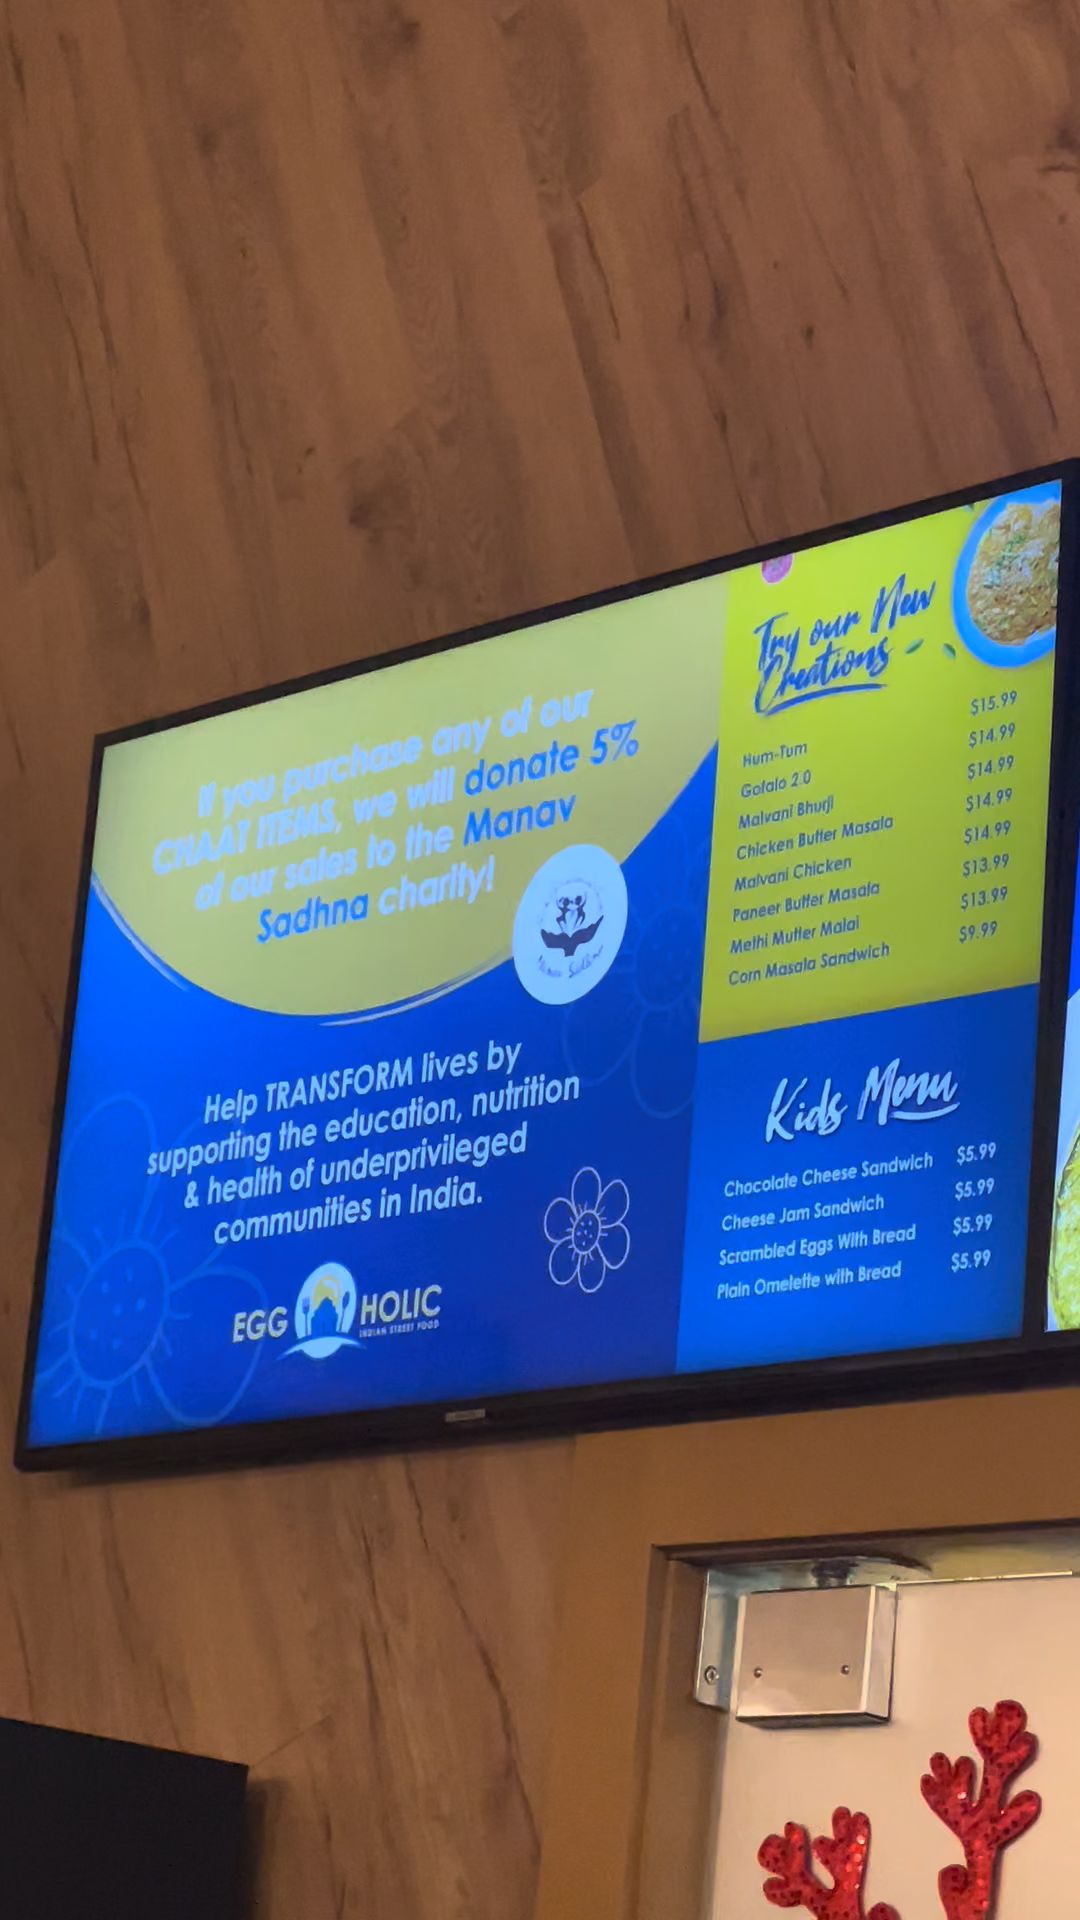 If you purchase any of our
CHAAT ITEMS, we will donate 5%
of our sales to the Manav
Sadhna charity!
Manav Sadhna
Help TRANSFORM lives by
supporting the education, nutrition
& health of underprivileged
communities in India.
EGG HOLIC
INDIAN STREET FOOD
Try our New
Creations
Hum-Tum $15.99
Gotalo 2.0 $14.99
Malvani Bhurji $14.99
Chicken Butter Masala $14.99
Malvani Chicken $14.99
Paneer Butter Masala $13.99
Methi Mutter Malai $13.99
Corn Masala Sandwich $9.99
Kids Menu
Chocolate Cheese Sandwich $5.99
Cheese Jam Sandwich $5.99
Scrambled Eggs With Bread $5.99
Plain Omelette with Bread $5.99